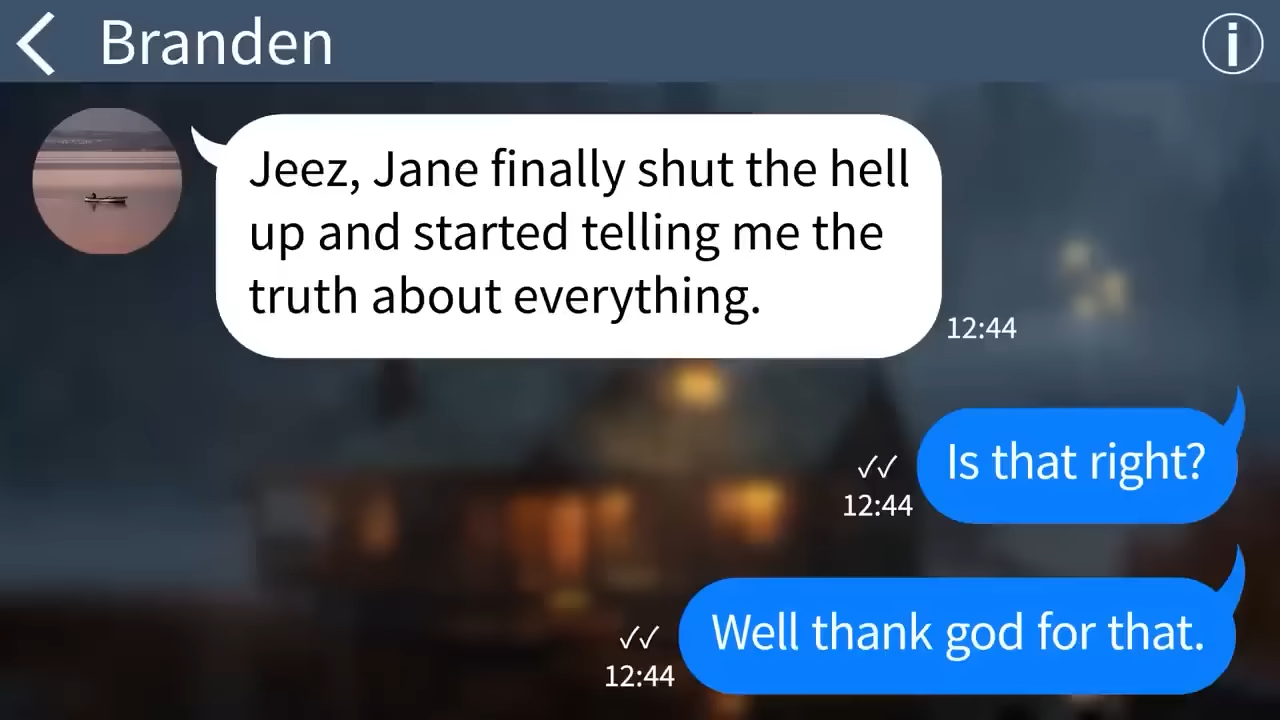 Branden
Jeez, Jane finally shut the hell
up and started telling me the
truth about everything.
12:44
Is that right?
12:44
Well thank god for that.
12:44